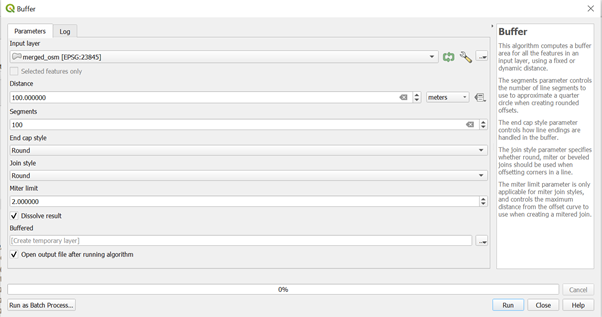 Buffer
Parameters
Log
Input layer
merged_osm [EPSG:23845]
...
Selected features only
Distance
100.000000
meters
Segments
100
End cap style
Round
Join style
Round
Miter limit
2.000000
Dissolve result
Buffered
[Create temporary layer]
...
Open output file after running algorithm
Buffer
This algorithm computes a buffer
area for all the features in an
input layer, using a fixed or
dynamic distance.
The segments parameter controls
the number of line segments to
use to approximate a quarter
circle when creating rounded
offsets.
The end cap style parameter
controls how line endings are
handled in the buffer.
The join style parameter specifies
whether round, miter or beveled
joins should be used when
offsetting corners in a line.
The miter limit parameter is only
applicable for miter join styles,
and controls the maximum
distance from the offset curve to
use when creating a mitered join.
0%
Cancel
Run as Batch Process...
Run
Close
Help